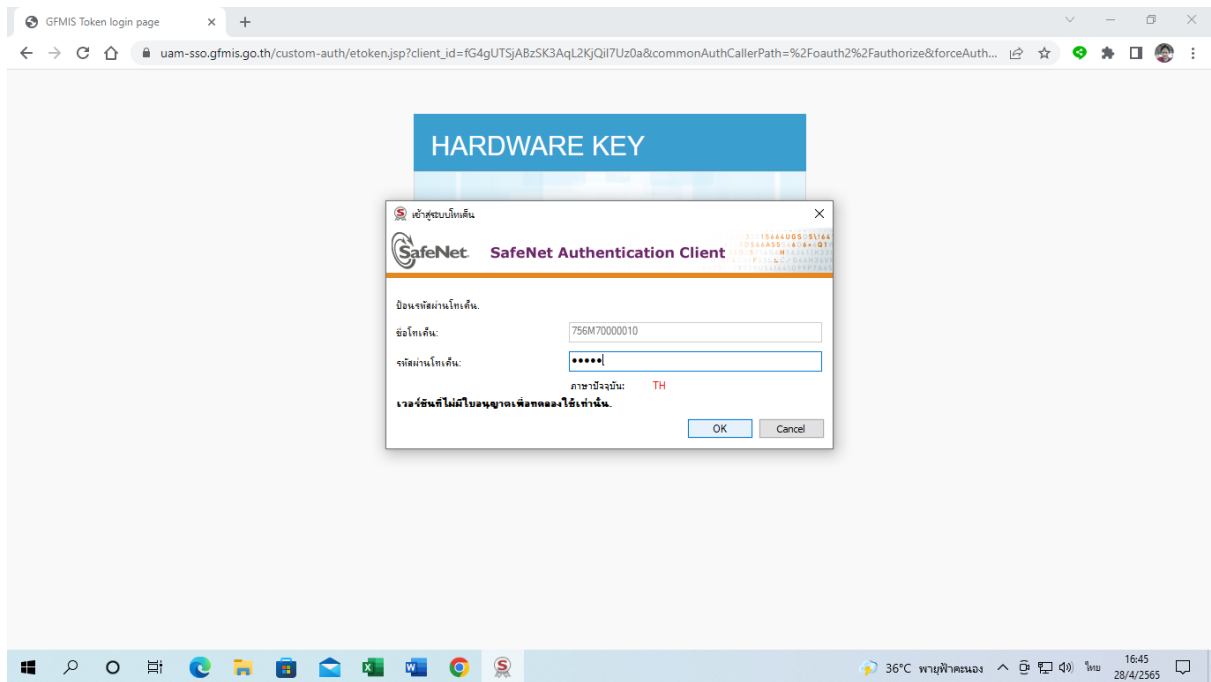 GFMIS Token login page
uam-sso.gfmis.go.th/custom-auth/etoken.jsp?client_id=fG4gUTSjABzSK3AqL2KjQiI7Uz0a&commonAuthCallerPath=%2Foauth2%2Fauthorize&forceAuth...
HARDWARE KEY
เข้าสู่ระบบโทเค็น
SafeNet. SafeNet Authentication Client
ป้อนรหัสผ่านโทเค็น.
ชื่อโทเค็น: 756M70000010
รหัสผ่านโทเค็น: •••••
ภาษาปัจจุบัน: TH
เวอร์ชันที่ไม่มีใบอนุญาตเพื่อทดลองใช้เท่านั้น.
OK Cancel
36°C พายุฟ้าคะนอง ไทย 16:45
28/4/2565